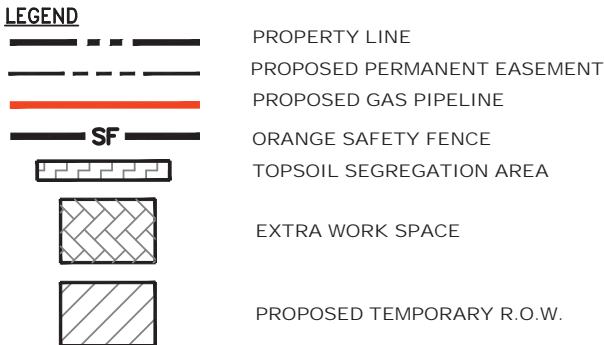 LEGEND
PROPERTY LINE
PROPOSED PERMANENT EASEMENT
PROPOSED GAS PIPELINE
SF ORANGE SAFETY FENCE
TOPSOIL SEGREGATION AREA
EXTRA WORK SPACE
PROPOSED TEMPORARY R.O.W.